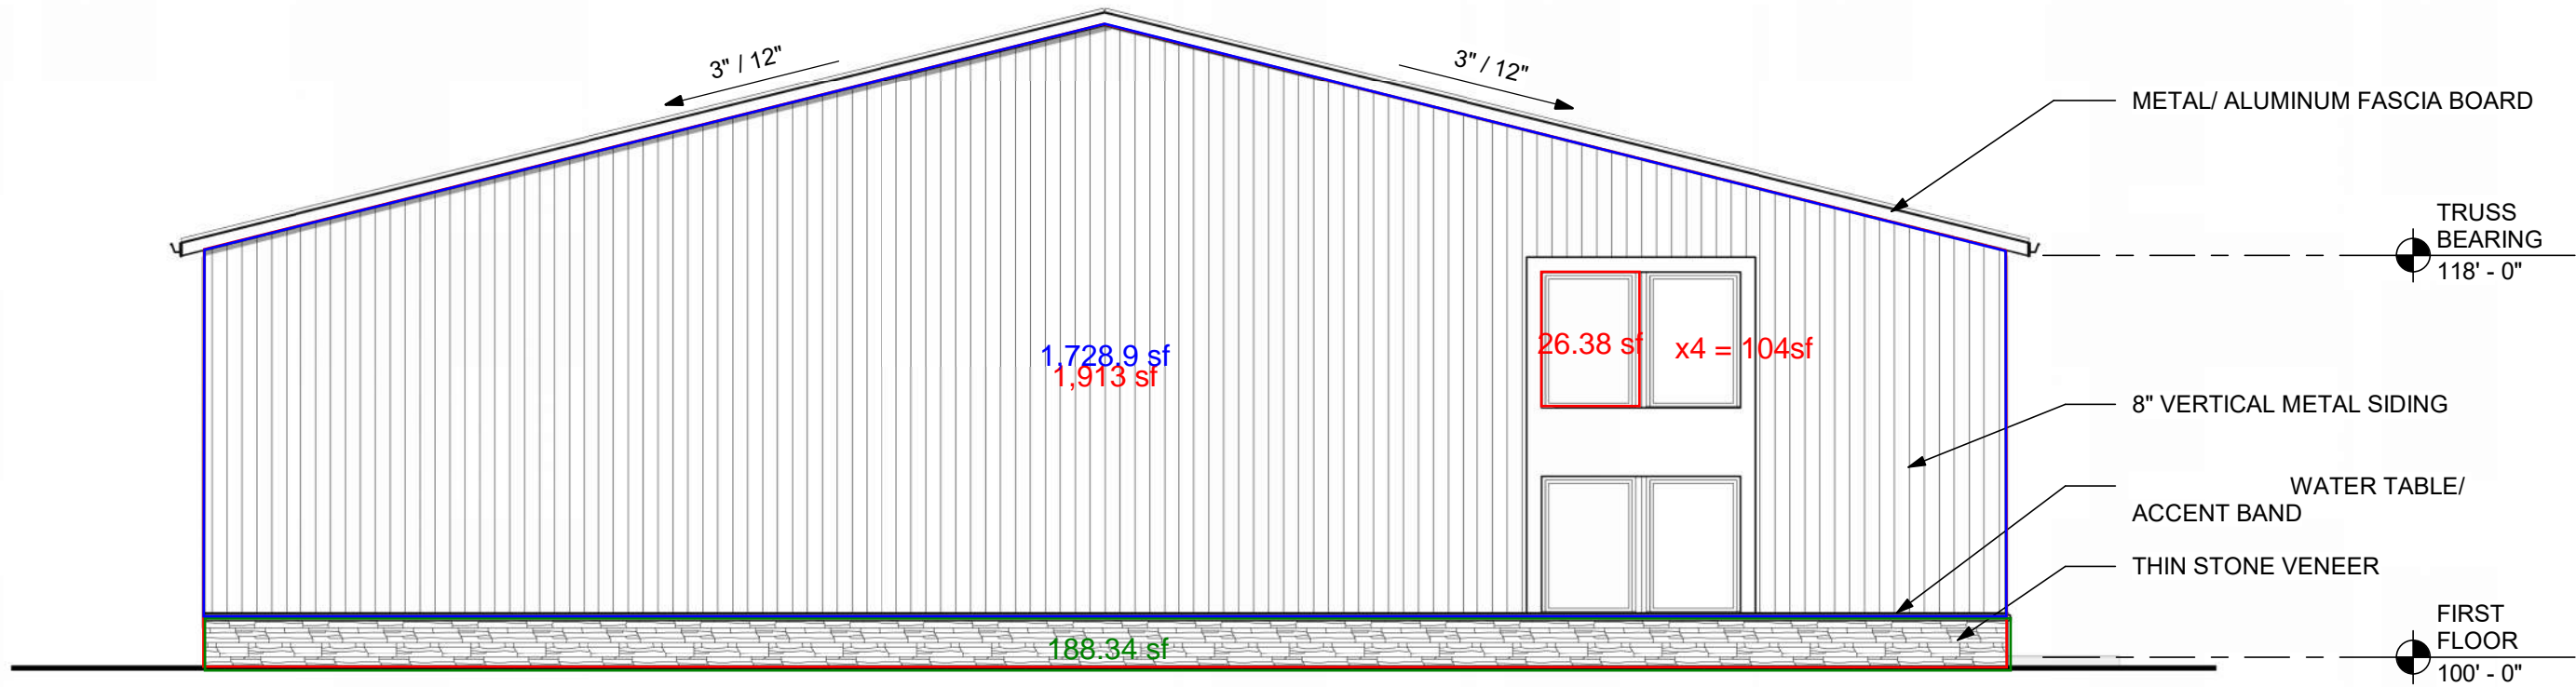 3" / 12"
3" / 12"
METAL/ ALUMINUM FASCIA BOARD
TRUSS
BEARING
118' - 0"
26.38 sf
x4 = 104sf
1,728.9 sf
1,913 sf
8" VERTICAL METAL SIDING
WATER TABLE/
ACCENT BAND
THIN STONE VENEER
FIRST
FLOOR
100' - 0"
188.34 sf